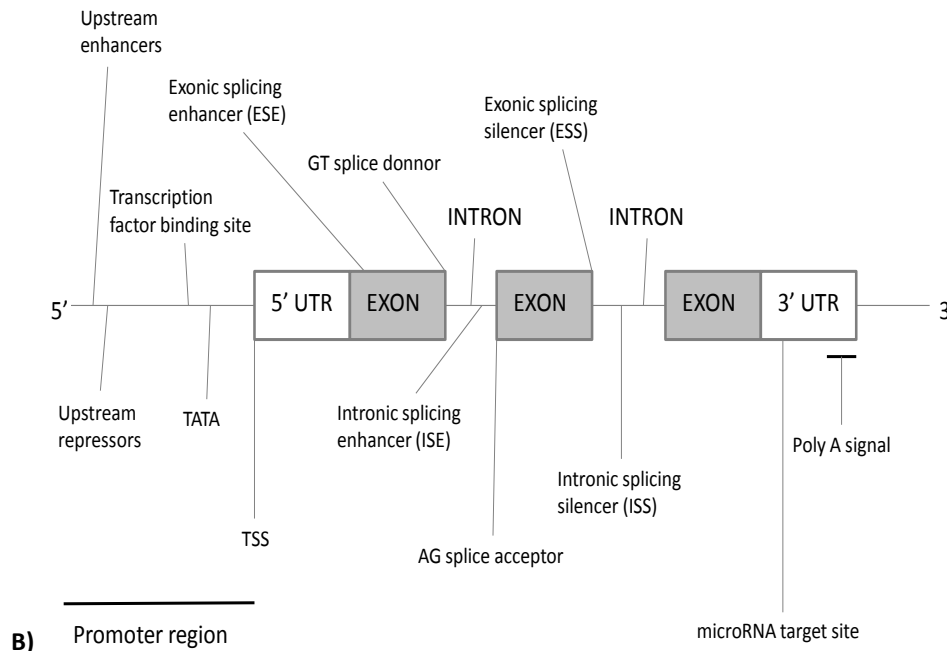 Upstream
enhancers
Exonic splicing
enhancer (ESE)
Exonic splicing
silencer (ESS)
GT splice donnor
Transcription
factor binding site
INTRON
INTRON
5'
5' UTR
EXON
EXON
EXON
3' UTR
3
Upstream
repressors
TATA
Intronic splicing
enhancer (ISE)
Poly A signal
Intronic splicing
silencer (ISS)
TSS
AG splice acceptor
B)
Promoter region
microRNA target site